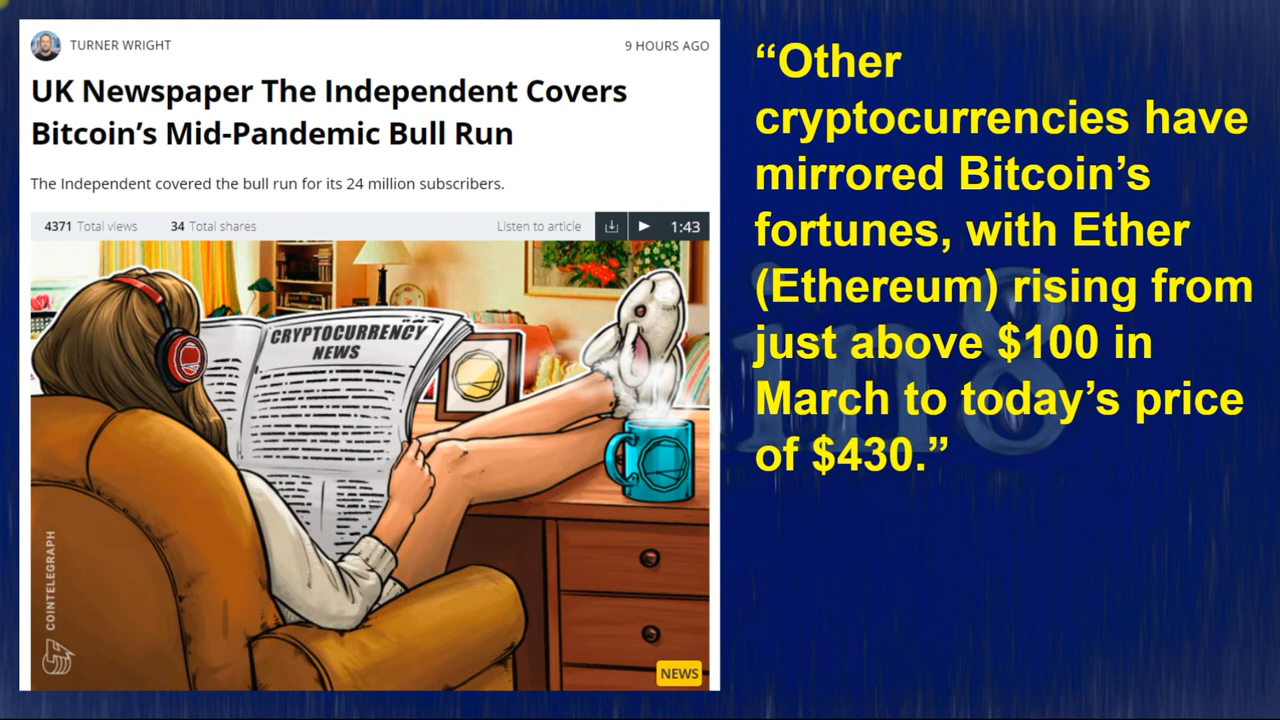 TURNER WRIGHT
9 HOURS AGO
UK Newspaper The Independent Covers
Bitcoin’s Mid-Pandemic Bull Run
The Independent covered the bull run for its 24 million subscribers.
4371 Total views 34 Total shares Listen to article 1:43
CRYPTOCURRENCY
NEWS
COINTELEGRAPH
NEWS
“Other
cryptocurrencies have
mirrored Bitcoin’s
fortunes, with Ether
(Ethereum) rising from
just above $100 in
March to today’s price
of $430.”